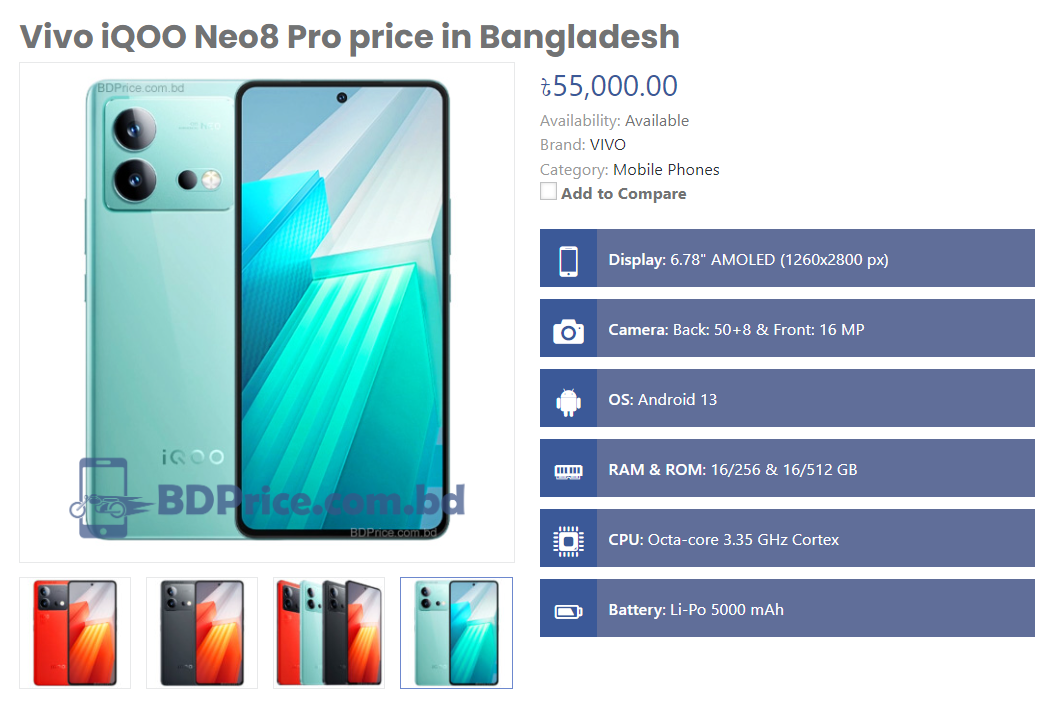 Vivo iQOO Neo8 Pro price in Bangladesh
BDPrice.com.bd
iQOO
BDPrice.com.bd
BDPrice.com.bd
৳55,000.00
Availability: Available
Brand: VIVO
Category: Mobile Phones
Add to Compare
Display: 6.78" AMOLED (1260x2800 px)
Camera: Back: 50+8 & Front: 16 MP
OS: Android 13
RAM & ROM: 16/256 & 16/512 GB
CPU: Octa-core 3.35 GHz Cortex
Battery: Li-Po 5000 mAh